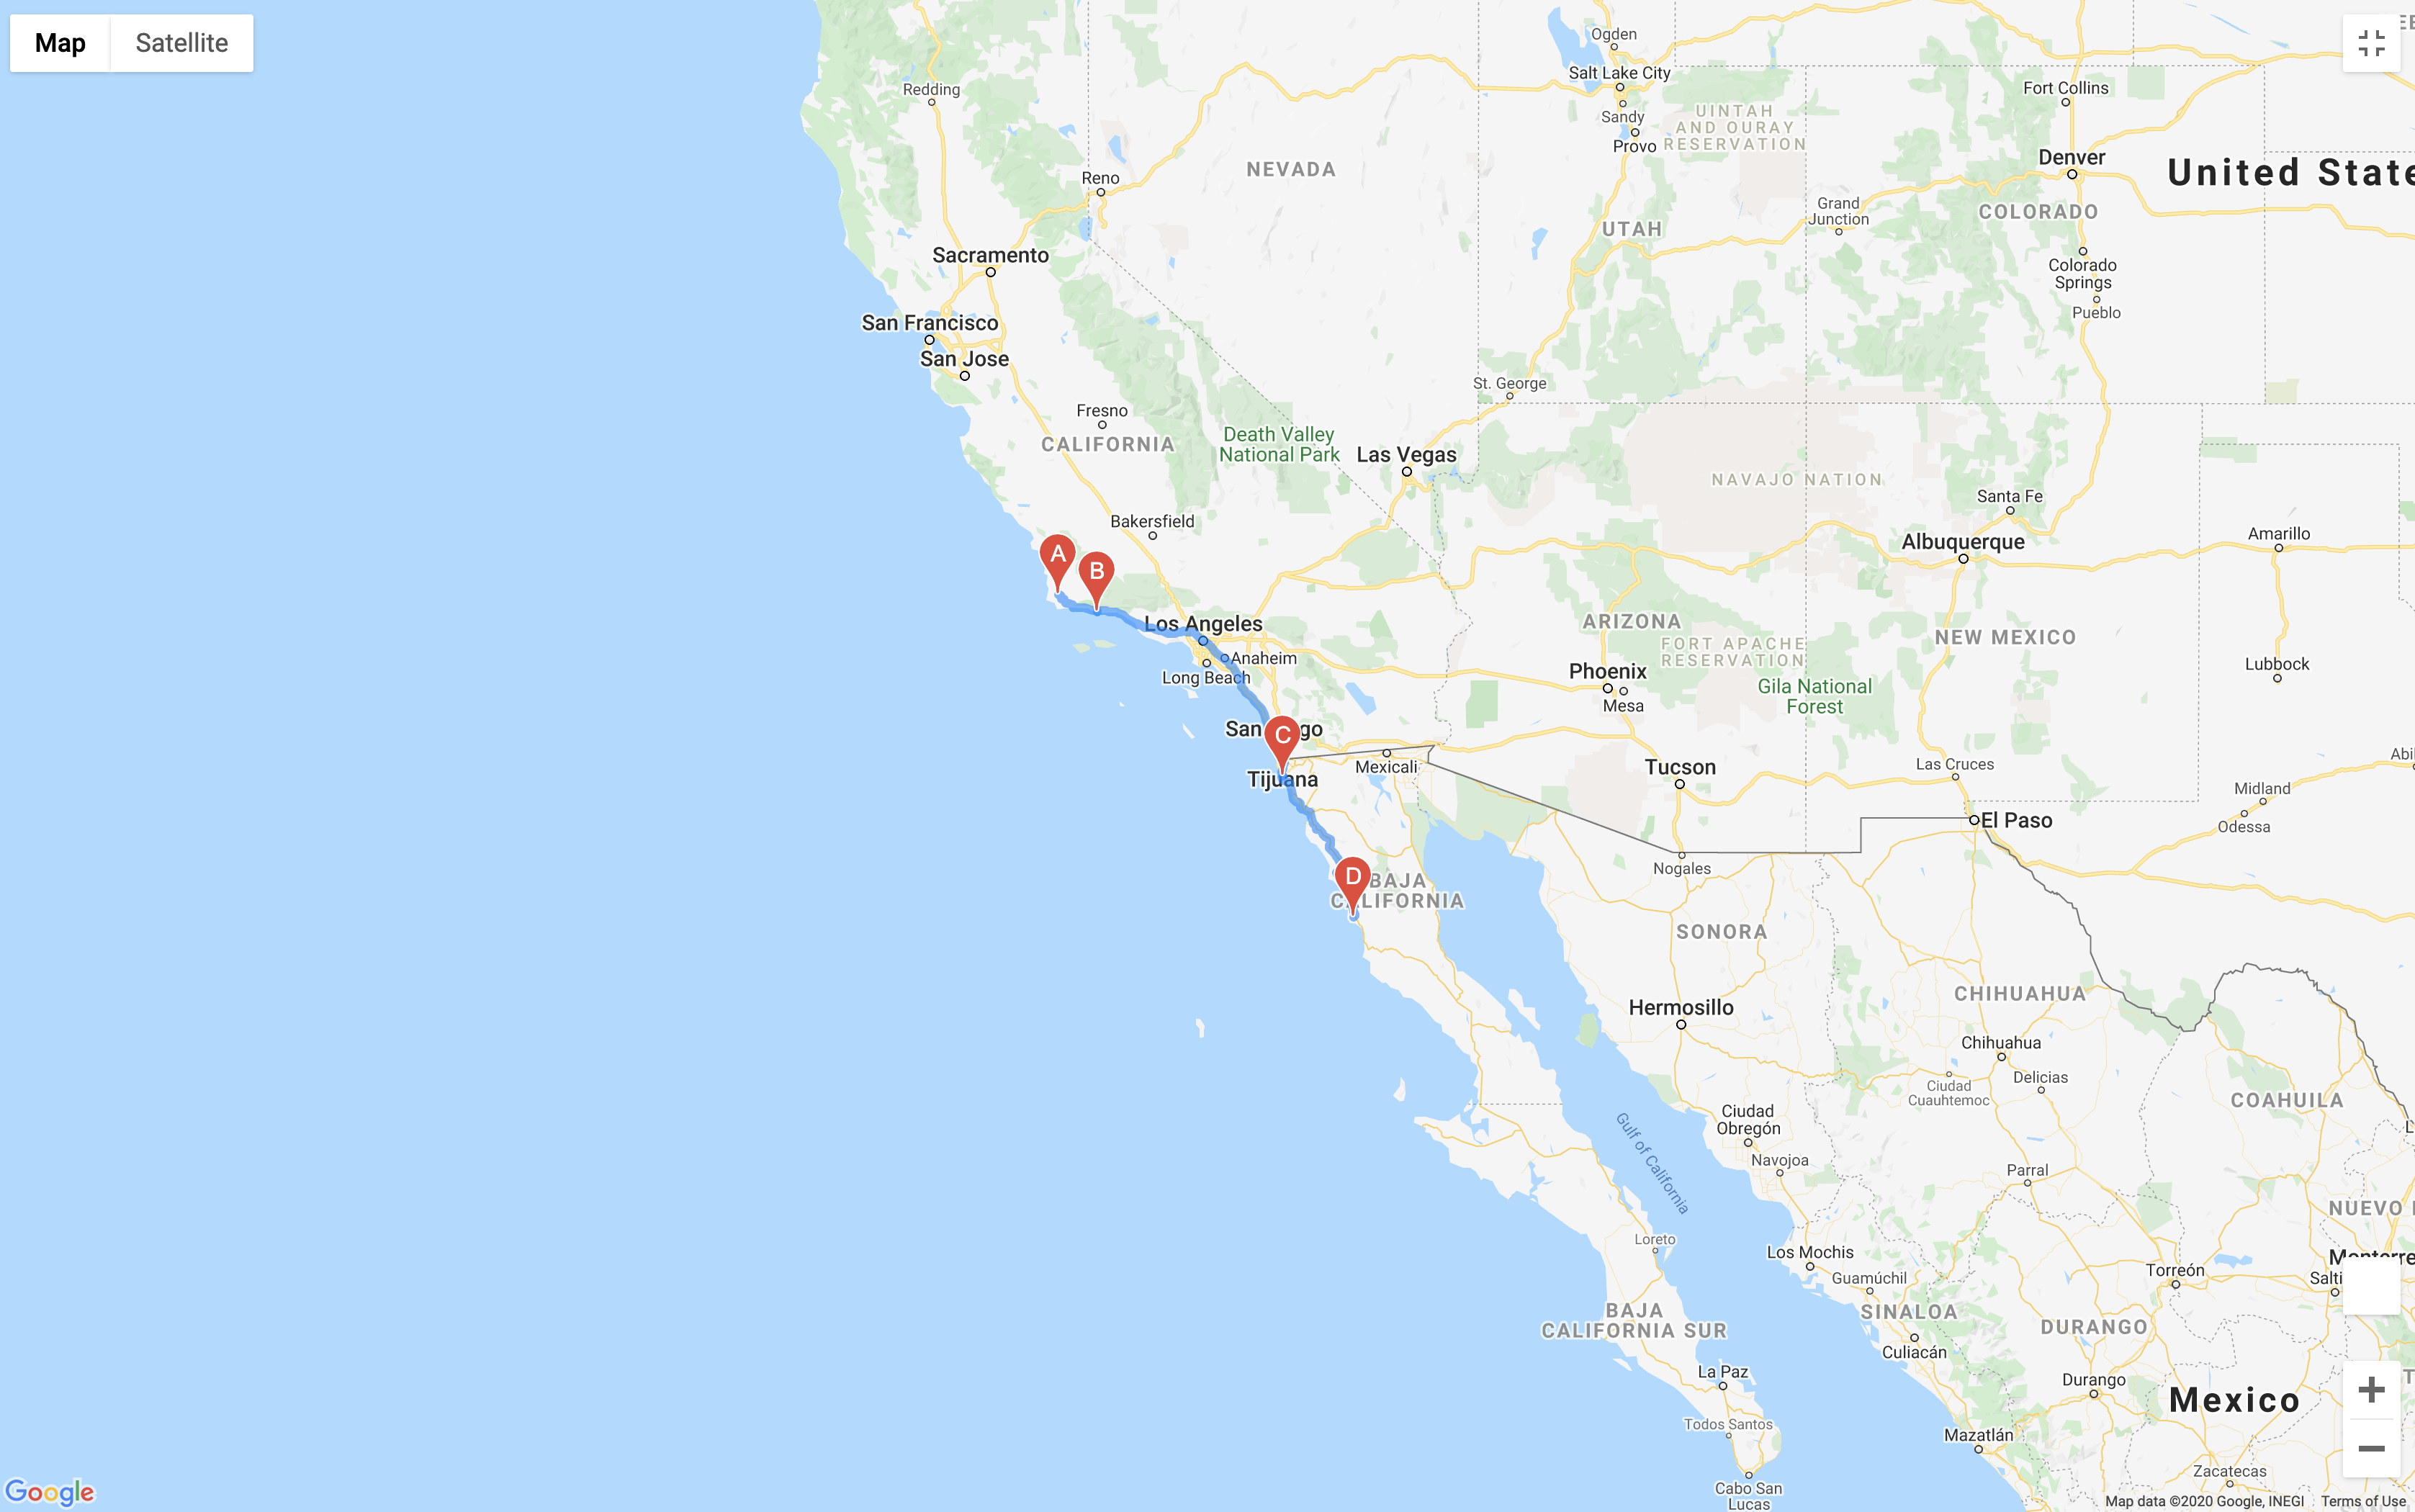 Map
Satellite
Redding
Reno
NEVADA
Ogden
Salt Lake City
Sandy
Provo
UINTAH
AND OURAY
RESERVATION
Fort Collins
Denver
United State
Grand
Junction
COLORADO
UTAH
Colorado
Springs
Pueblo
Sacramento
San Francisco
San Jose
Fresno
CALIFORNIA
Death Valley
National Park
St. George
Las Vegas
NAVAJO NATION
Santa Fe
Bakersfield
Albuquerque
Amarillo
A
B
Los Angeles
Anaheim
Long Beach
ARIZONA
FORT APACHE
RESERVATION
NEW MEXICO
Phoenix
Mesa
Gila National
Forest
Lubbock
San
go
C
Tijuana
Mexicali
Tucson
Las Cruces
Abi
Midland
Odessa
El Paso
Nogales
D
BAJA
CALIFORNIA
SONORA
CHIHUAHUA
Hermosillo
Chihuahua
Delicias
Ciudad
Cuauhtemoc
COAHUILA
Ciudad
Obregón
Navojoa
Gulf of California
Parral
NUEVO
Loreto
Los Mochis
Guamúchil
Torreón
Monterre
Salti
BAJA
CALIFORNIA SUR
SINALOA
DURANGO
Culiacán
La Paz
Durango
Mexico
Todos Santos
Mazatlán
Zacatecas
Cabo San
Lucas
Google
Map data ©2020 Google, INEGI
Terms of Use